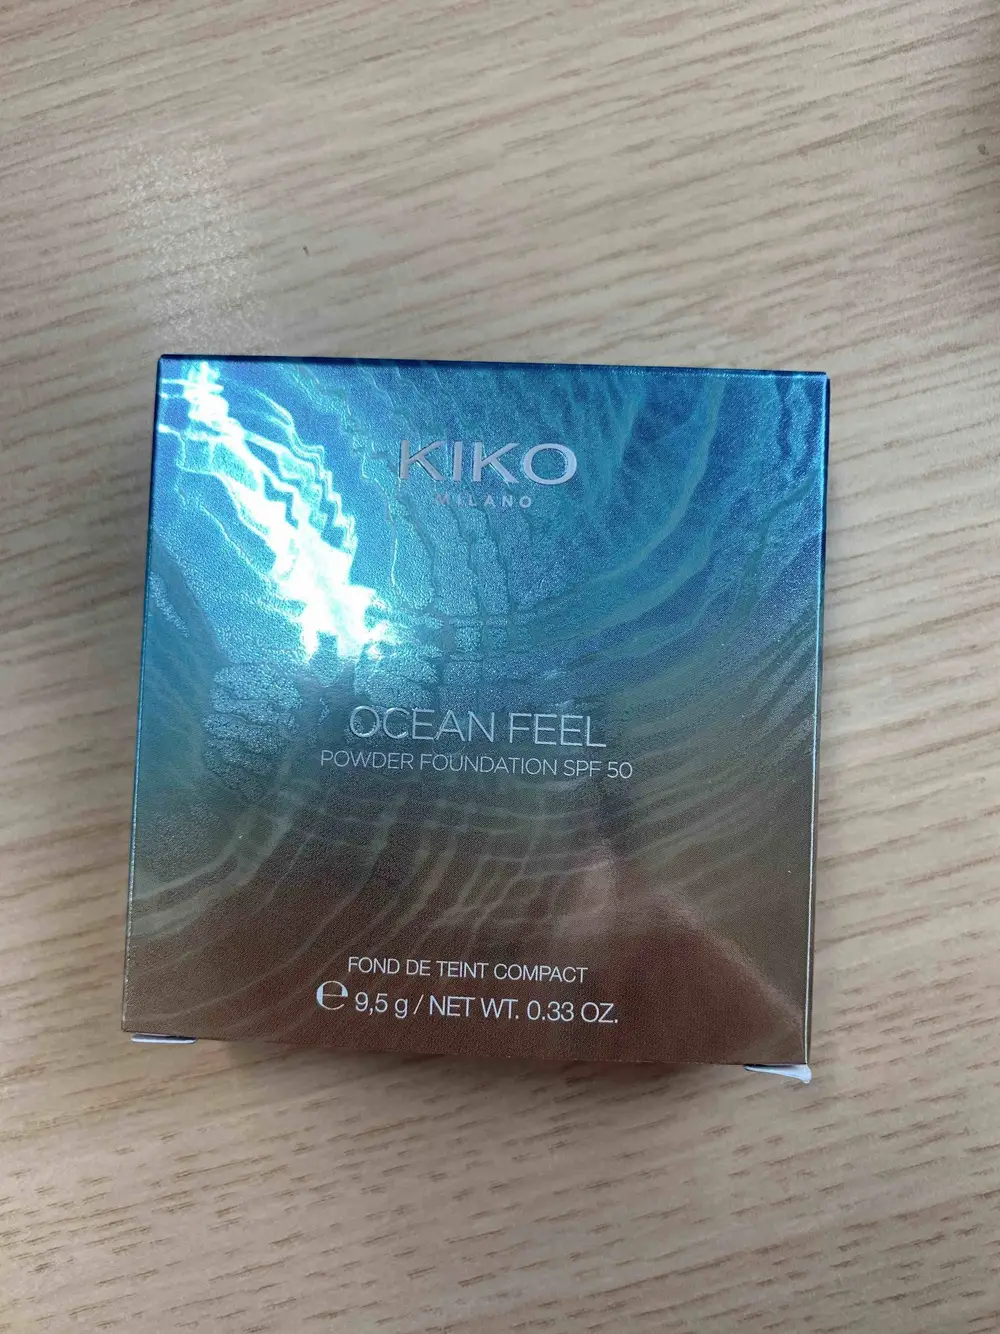 KIKO
MILANO
OCEAN FEEL
POWDER FOUNDATION SPF 50
FOND DE TEINT COMPACT
℮ 9,5 g / NET WT. 0.33 OZ.